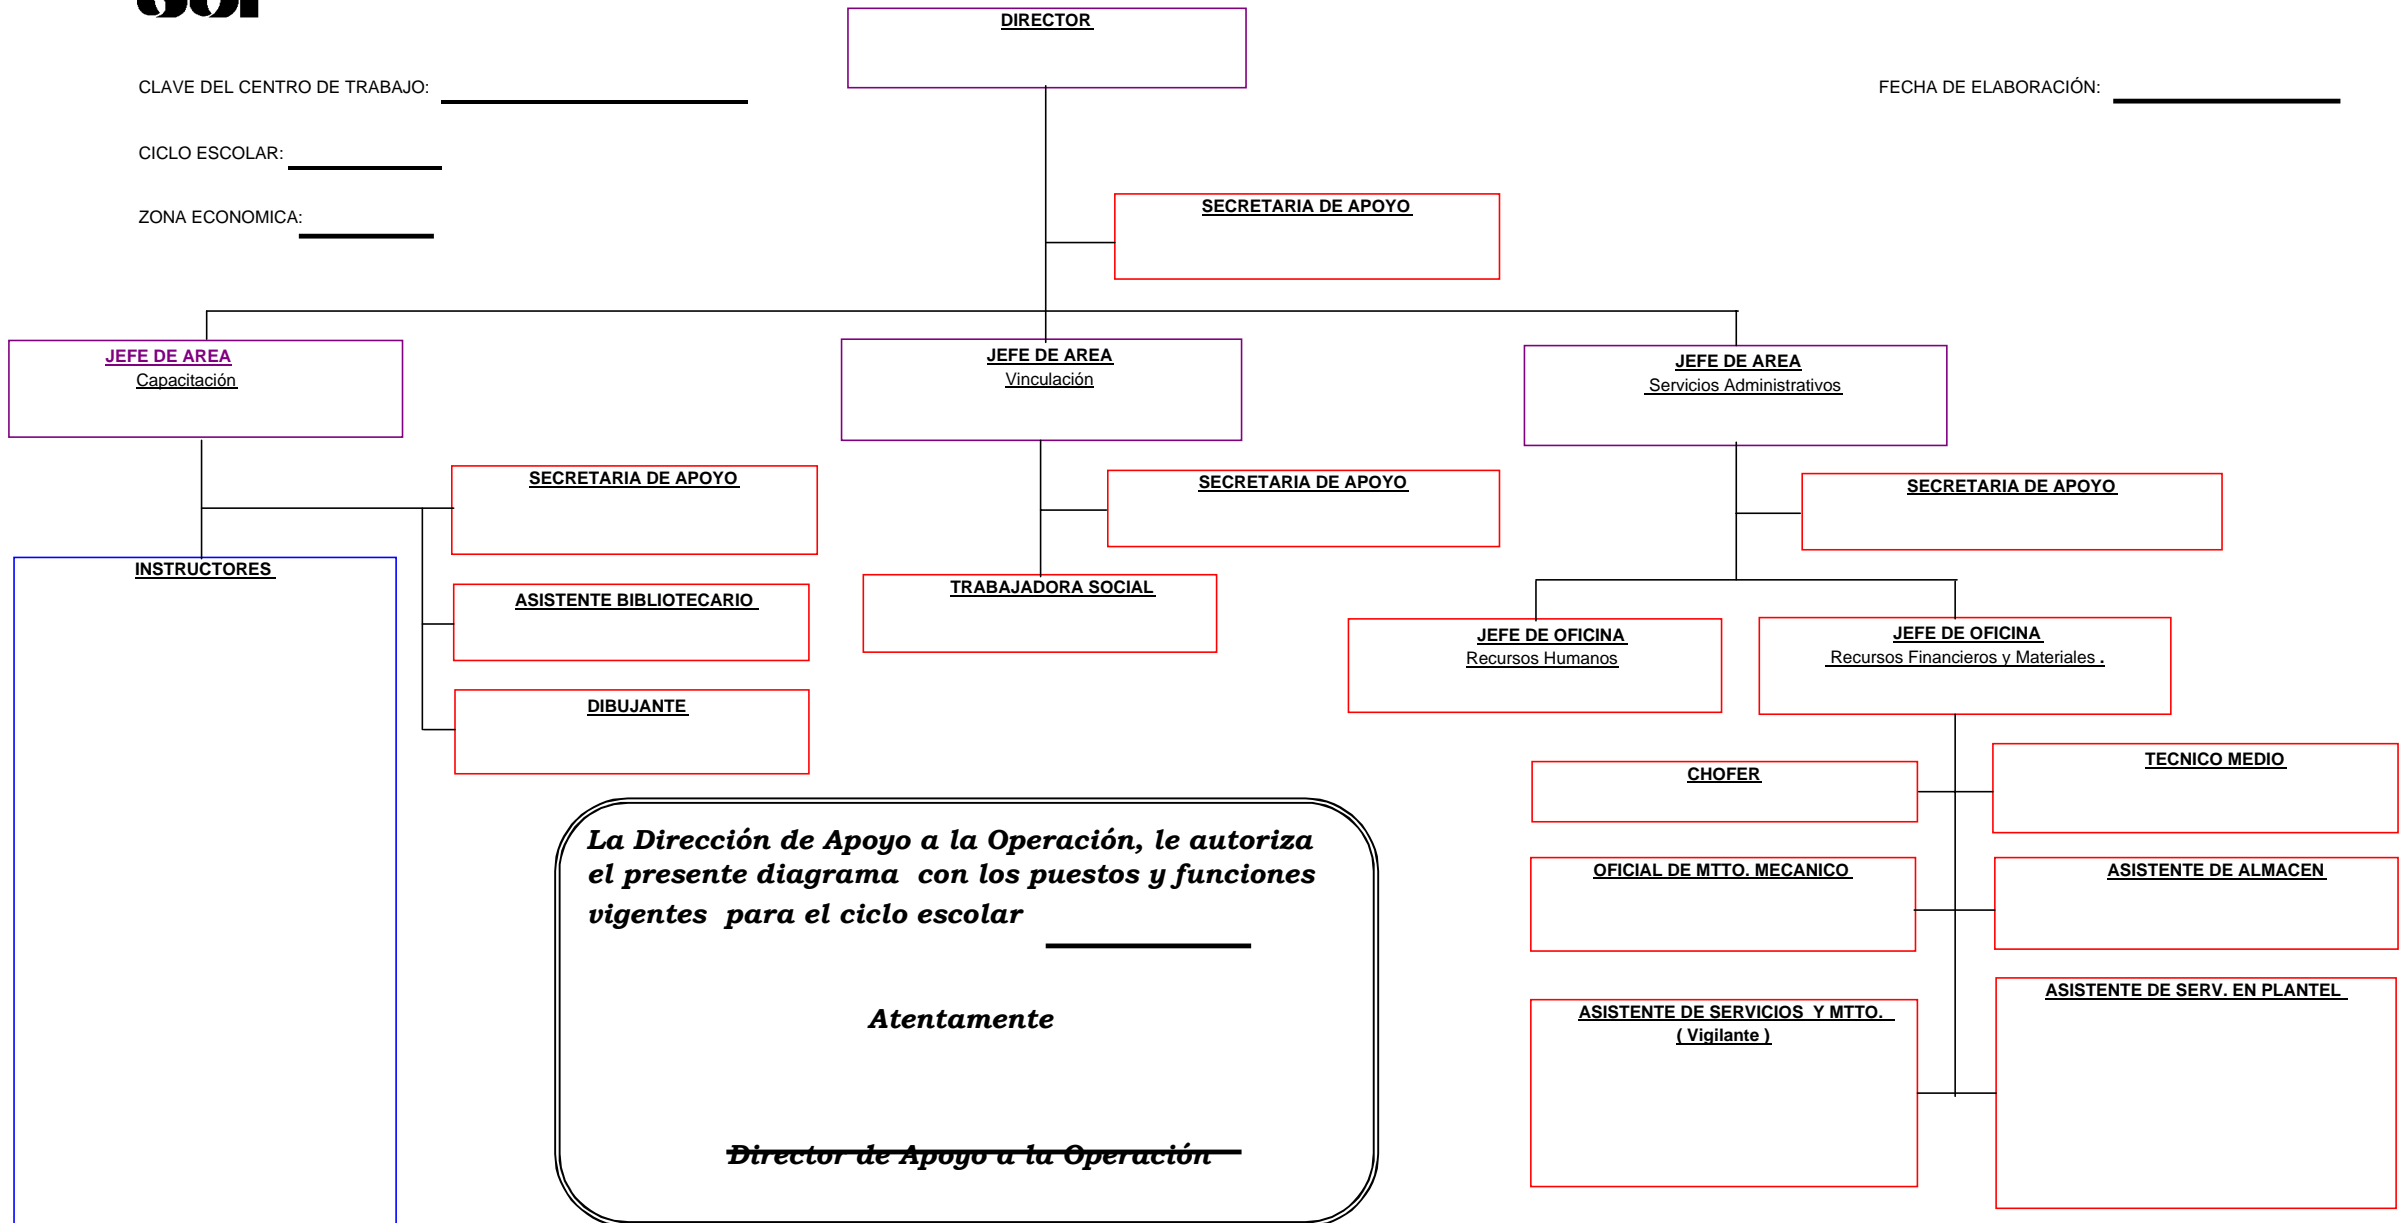 DIRECTOR
CLAVE DEL CENTRO DE TRABAJO:
FECHA DE ELABORACIÓN:
CICLO ESCOLAR:
ZONA ECONOMICA:
SECRETARIA DE APOYO
JEFE DE AREA
Capacitación
JEFE DE AREA
Vinculación
JEFE DE AREA
Servicios Administrativos
SECRETARIA DE APOYO
SECRETARIA DE APOYO
SECRETARIA DE APOYO
INSTRUCTORES
ASISTENTE BIBLIOTECARIO
TRABAJADORA SOCIAL
JEFE DE OFICINA
Recursos Humanos
JEFE DE OFICINA
Recursos Financieros y Materiales .
DIBUJANTE
CHOFER
TECNICO MEDIO
OFICIAL DE MTTO. MECANICO
ASISTENTE DE ALMACEN
ASISTENTE DE SERVICIOS Y MTTO.
( Vigilante )
ASISTENTE DE SERV. EN PLANTEL
La Dirección de Apoyo a la Operación, le autoriza
el presente diagrama con los puestos y funciones
vigentes para el ciclo escolar
Atentamente
Director de Apoyo a la Operación